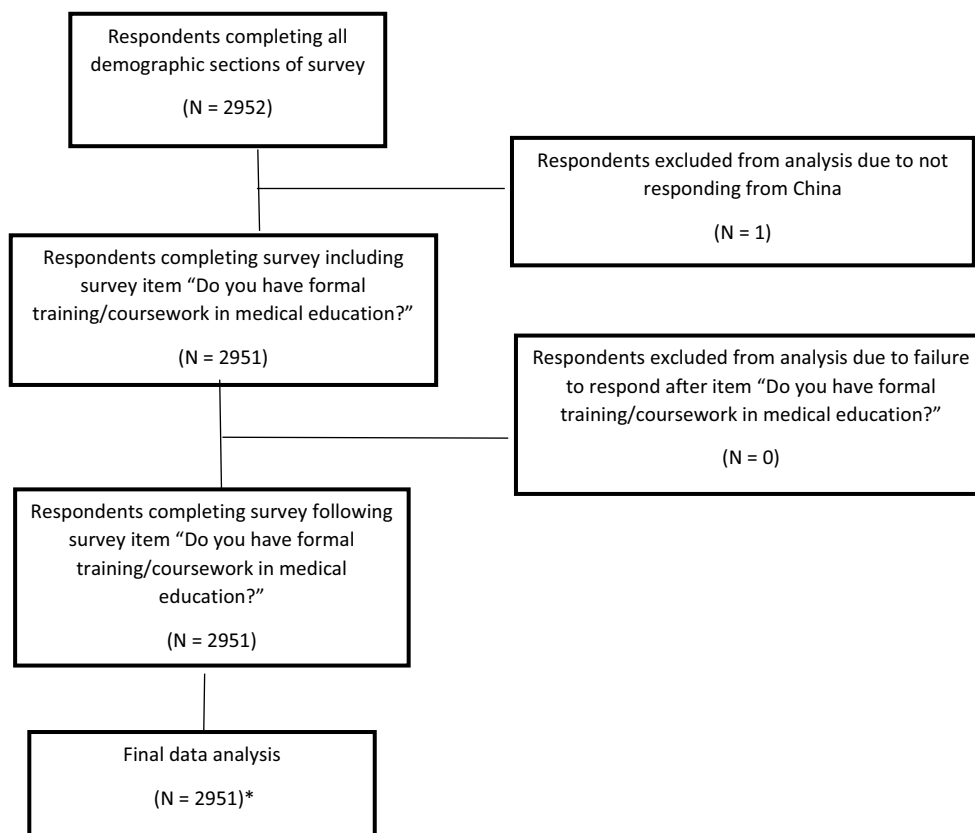 Respondents completing all
demographic sections of survey
(N = 2952)
Respondents excluded from analysis due to not
responding from China
(N = 1)
Respondents completing survey including
survey item “Do you have formal
training/coursework in medical education?”
(N = 2951)
Respondents excluded from analysis due to failure
to respond after item “Do you have formal
training/coursework in medical education?”
(N = 0)
Respondents completing survey following
survey item “Do you have formal
training/coursework in medical
education?”
(N = 2951)
Final data analysis
(N = 2951)*